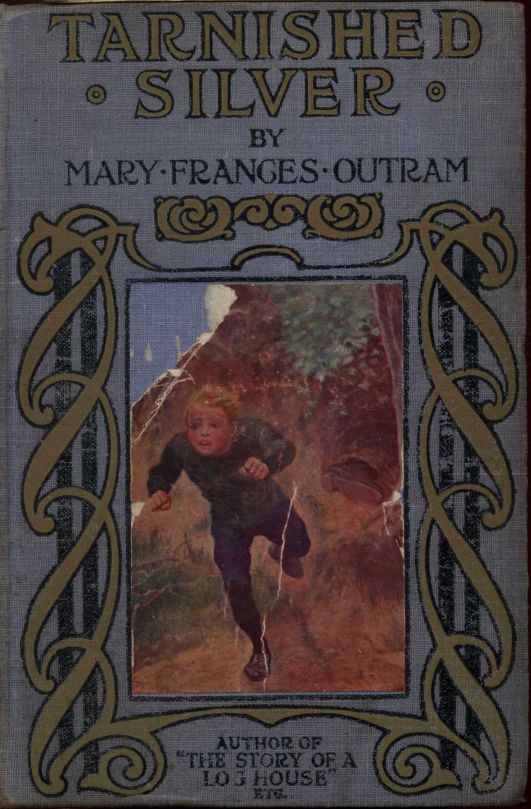 TARNISHED
SILVER
BY
MARY·FRANCES·OUTRAM
AUTHOR OF
"THE STORY OF A
LOG HOUSE"
ETC.